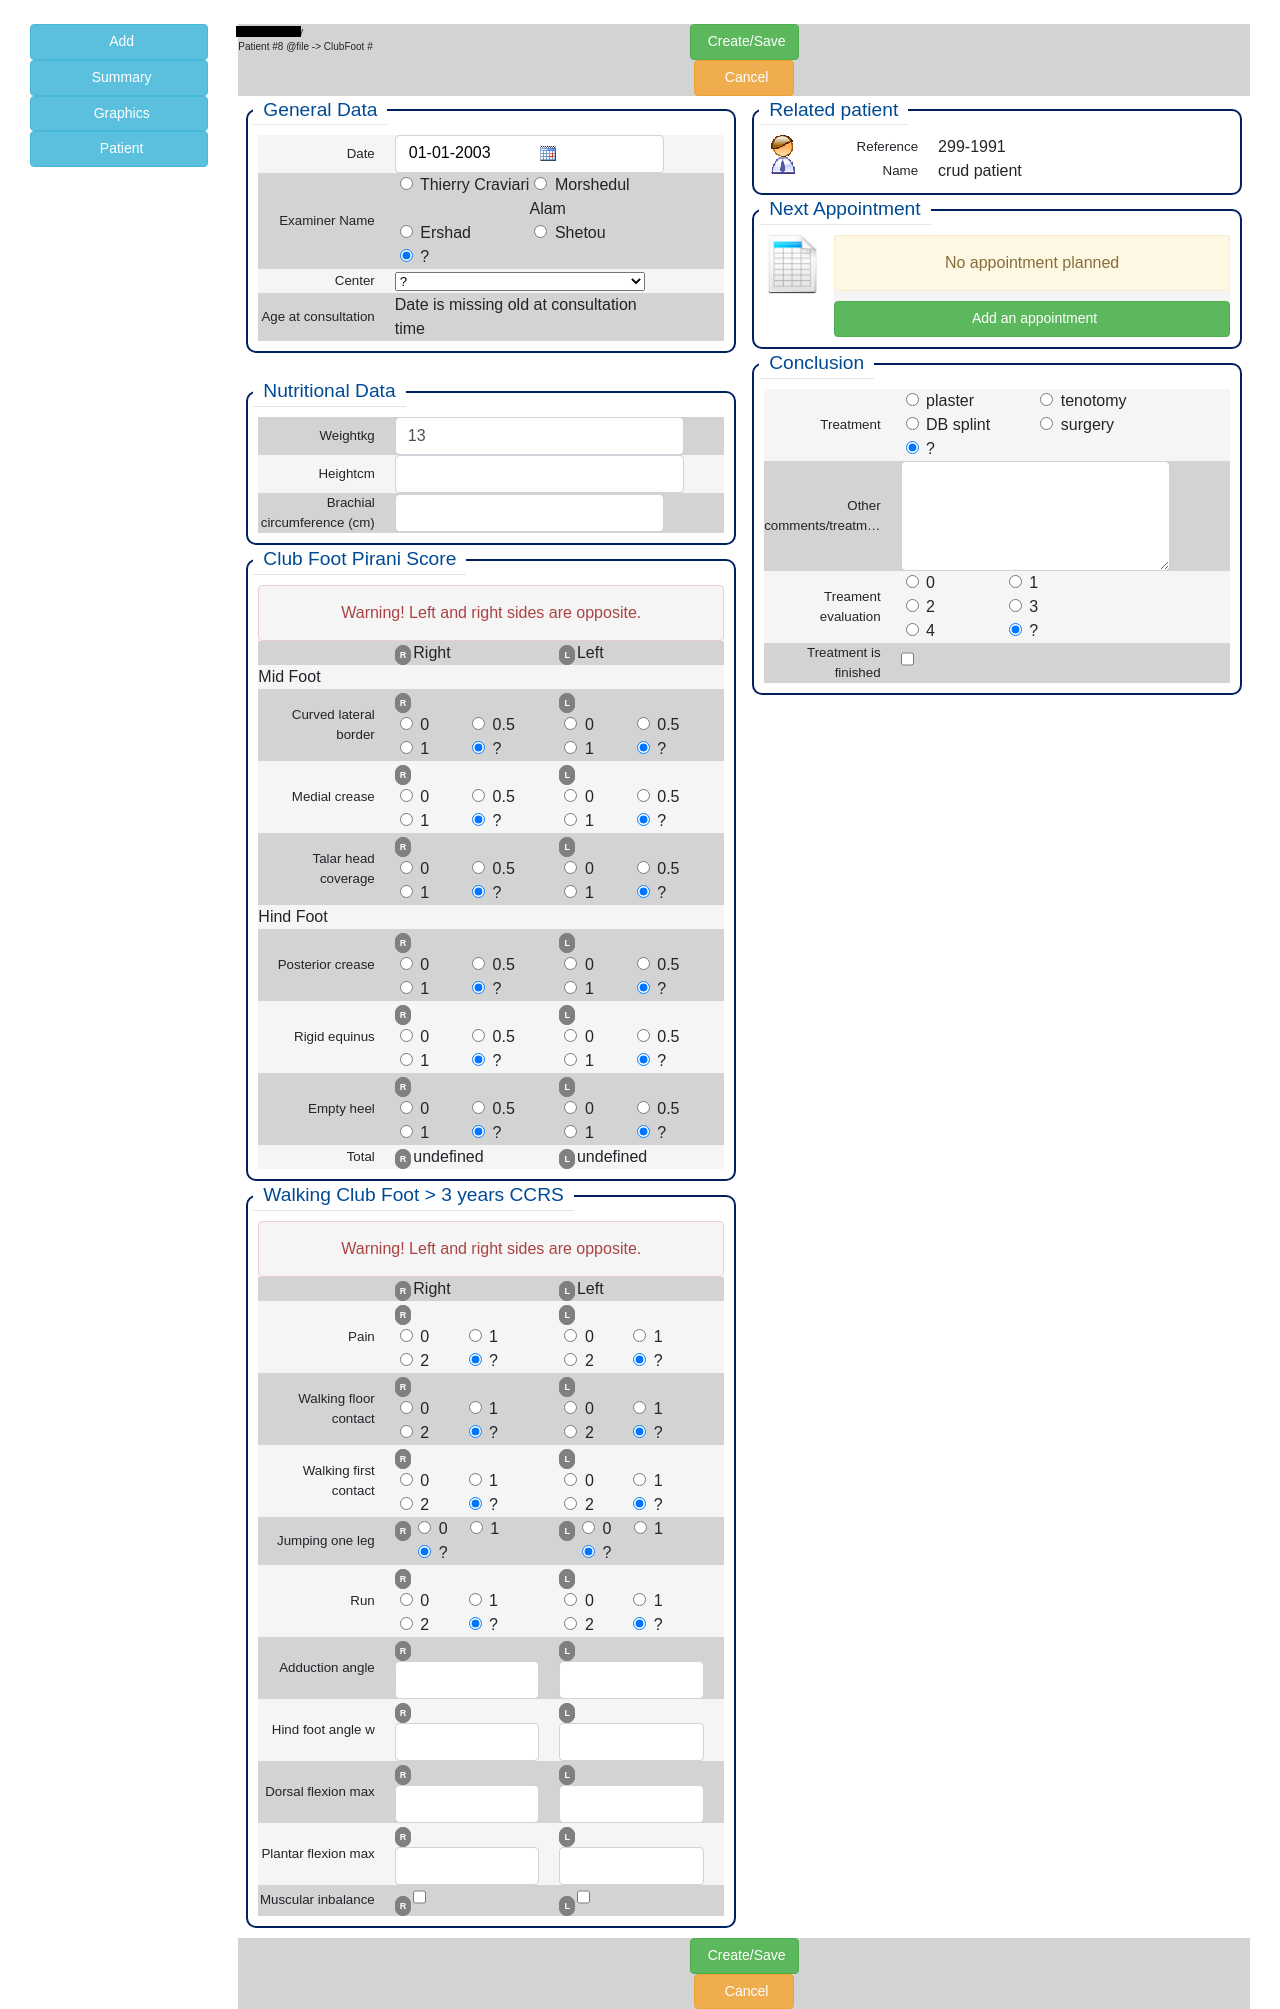 Add
Summary
Graphics
Patient
Patient #8 @file -> ClubFoot #
Create/Save
Cancel
General Data
Date 01-01-2003
Examiner Name
Thierry Craviari Morshedul Alam
Ershad Shetou
?
Center ?
Age at consultation Date is missing old at consultation time
Nutritional Data
Weightkg 13
Heightcm
Brachial circumference (cm)
Club Foot Pirani Score
Warning! Left and right sides are opposite.
R Right L Left
Mid Foot
Curved lateral border
R L
0 0.5 0 0.5
1 ? 1 ?
Medial crease
R L
0 0.5 0 0.5
1 ? 1 ?
Talar head coverage
R L
0 0.5 0 0.5
1 ? 1 ?
Hind Foot
Posterior crease
R L
0 0.5 0 0.5
1 ? 1 ?
Rigid equinus
R L
0 0.5 0 0.5
1 ? 1 ?
Empty heel
R L
0 0.5 0 0.5
1 ? 1 ?
Total R undefined L undefined
Walking Club Foot > 3 years CCRS
Warning! Left and right sides are opposite.
R Right L Left
Pain
R L
0 1 0 1
2 ? 2 ?
Walking floor contact
R L
0 1 0 1
2 ? 2 ?
Walking first contact
R L
0 1 0 1
2 ? 2 ?
Jumping one leg
R 0 1 L 0 1
? ?
Run
R L
0 1 0 1
2 ? 2 ?
Adduction angle R L
Hind foot angle w R L
Dorsal flexion max R L
Plantar flexion max R L
Muscular inbalance R L
Related patient
Reference 299-1991
Name crud patient
Next Appointment
No appointment planned
Add an appointment
Conclusion
Treatment
plaster tenotomy
DB splint surgery
?
Other comments/treatm…
Treament evaluation
0 1
2 3
4 ?
Treatment is finished
Create/Save
Cancel